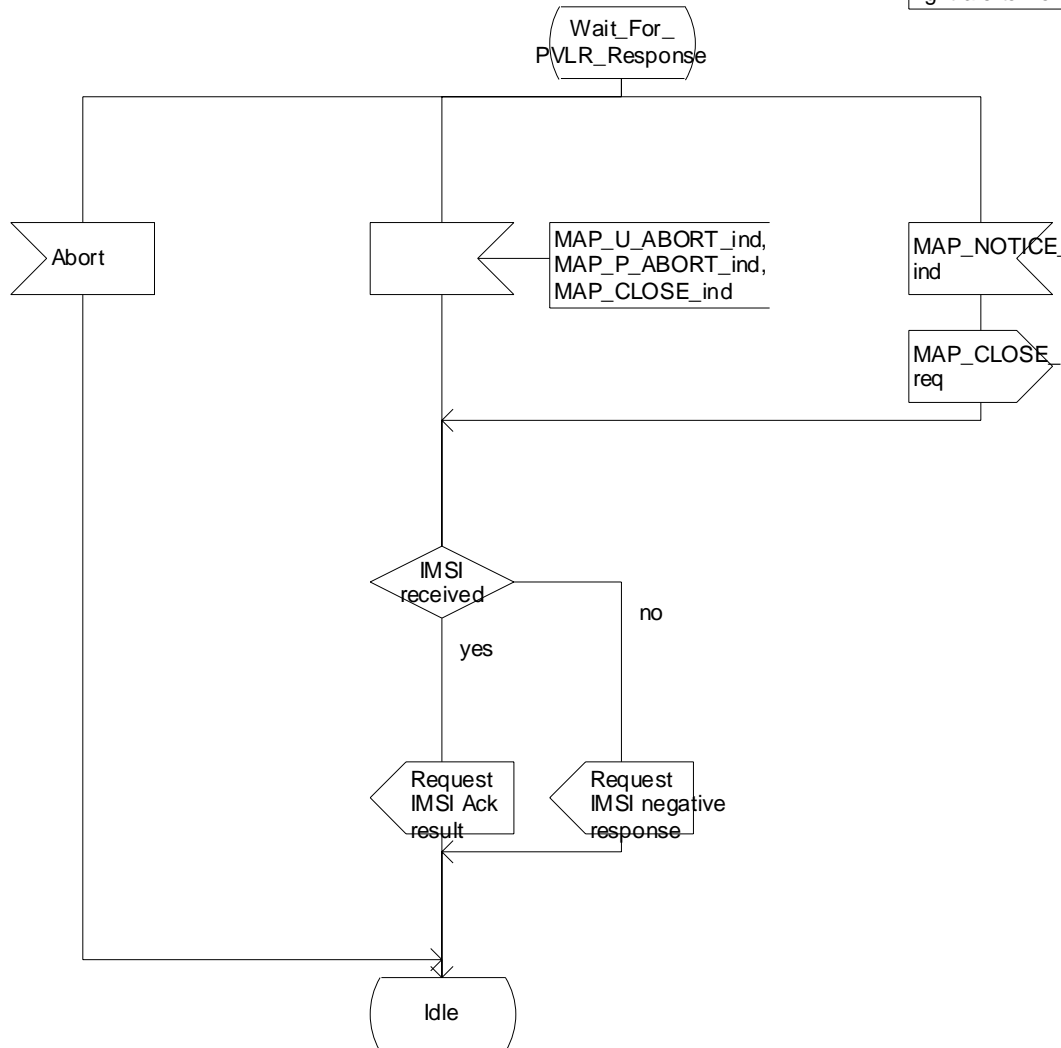 Wait_For_
PVLR_Response
Abort
MAP_U_ABORT_ind,
MAP_P_ABORT_ind,
MAP_CLOSE_ind
MAP_NOTICE_
ind
MAP_CLOSE_
req
IMSI
received
no
yes
Request
IMSI Ack
result
Request
IMSI negative
response
Idle